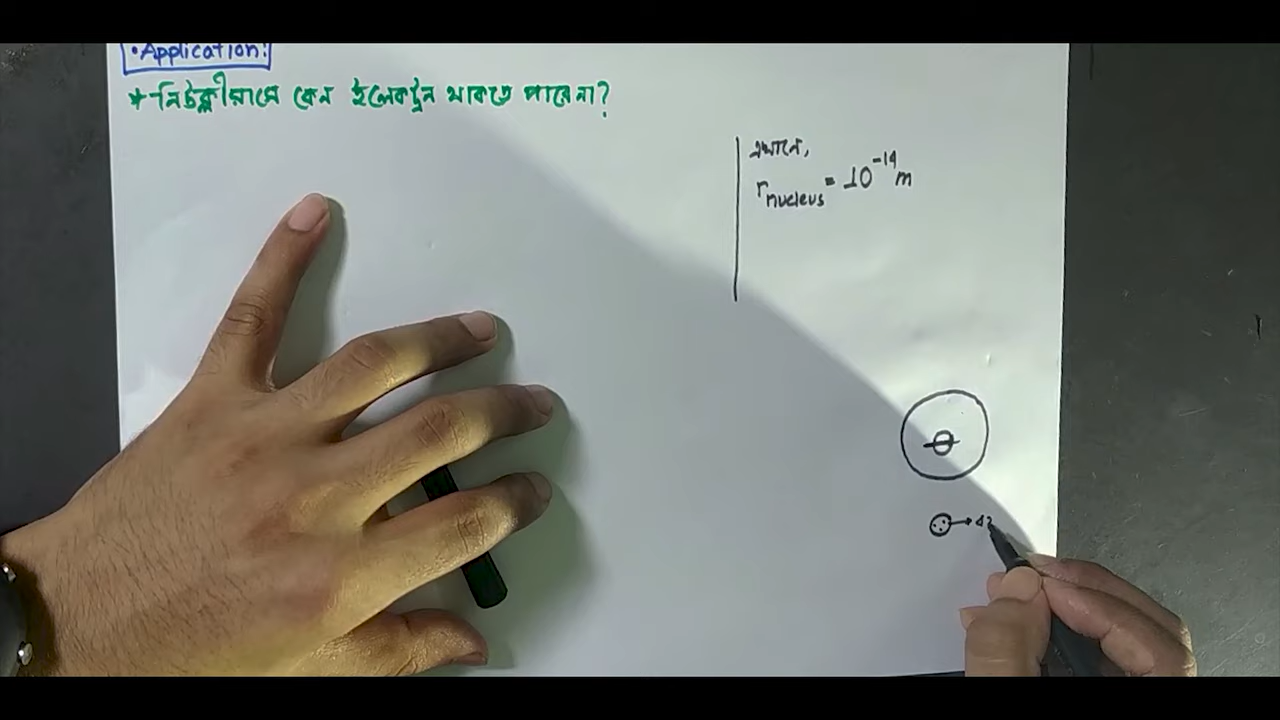 • Application:
* নিউক্লীয়াসে কেন ইলেকট্রন থাকতে পারেনা?
এখানে,
r_nucleus = 10^-14 m